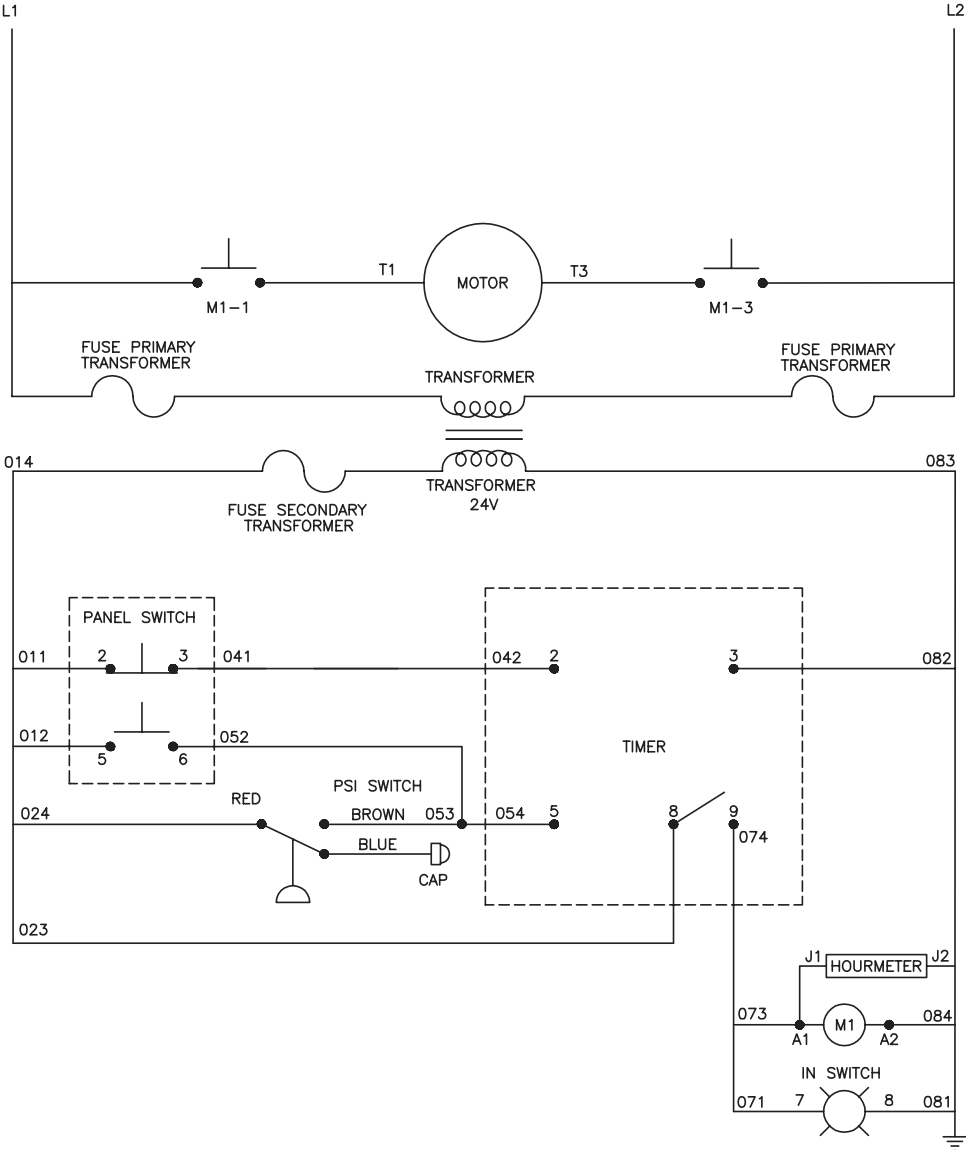 L1
L2
T1
MOTOR
T3
M1-1
M1-3
FUSE PRIMARY
TRANSFORMER
TRANSFORMER
FUSE PRIMARY
TRANSFORMER
014
083
TRANSFORMER
24V
FUSE SECONDARY
TRANSFORMER
PANEL SWITCH
011
2
3
041
042
2
3
082
012
5
6
052
TIMER
PSI SWITCH
RED
024
BROWN
053
054
5
8
9
074
BLUE
CAP
023
J1
HOURMETER
J2
073
A1
M1
A2
084
IN SWITCH
071
7
8
081